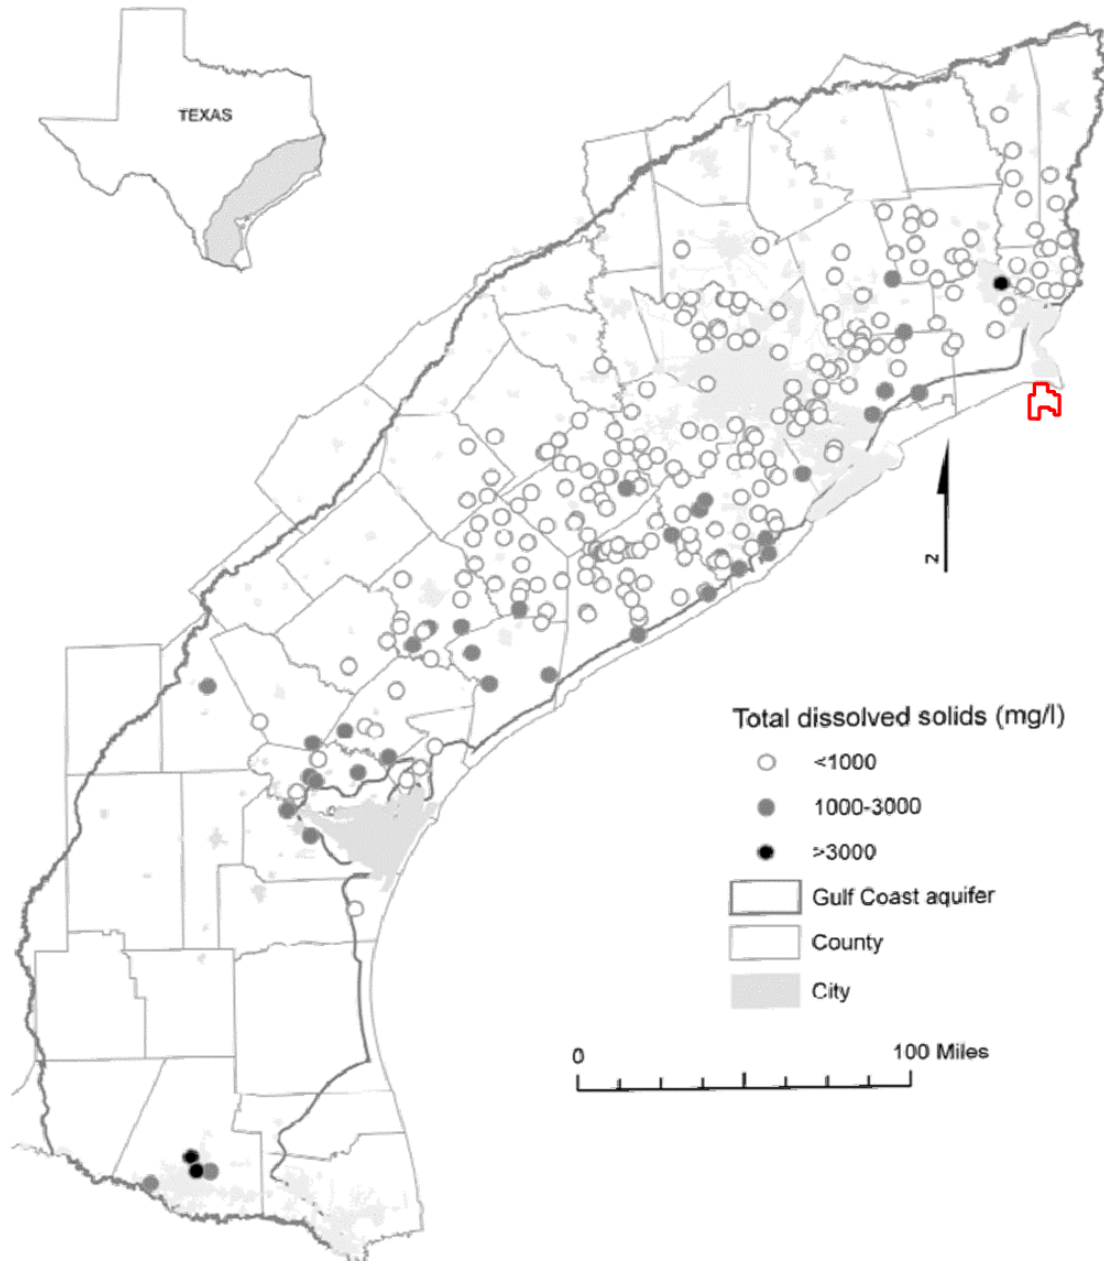 TEXAS
Z
Total dissolved solids (mg/l)
<1000
1000-3000
>3000
Gulf Coast aquifer
County
City
0
100 Miles